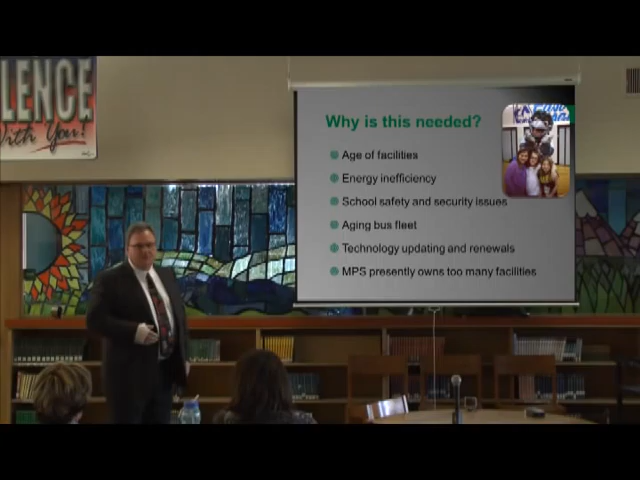 LENCE
With You!
Why is this needed?
Age of facilities
Energy inefficiency
School safety and security issues
Aging bus fleet
Technology updating and renewals
MPS presently owns too many facilities